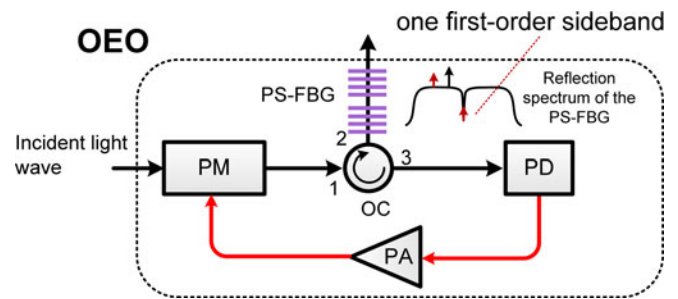 one first-order sideband
OEO
PS-FBG
Reflection
spectrum of the
PS-FBG
Incident light
wave
PM
1
2
3
OC
PD
PA